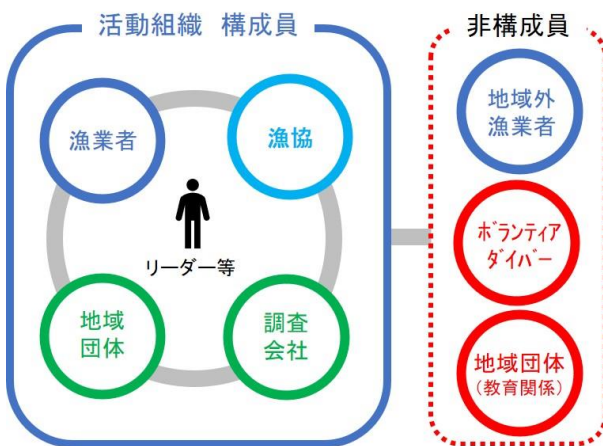 活動組織 構成員
漁業者
漁協
リーダー等
地域
団体
調査
会社
非構成員
地域外
漁業者
ボランティア
ダイバー
地域団体
(教育関係)